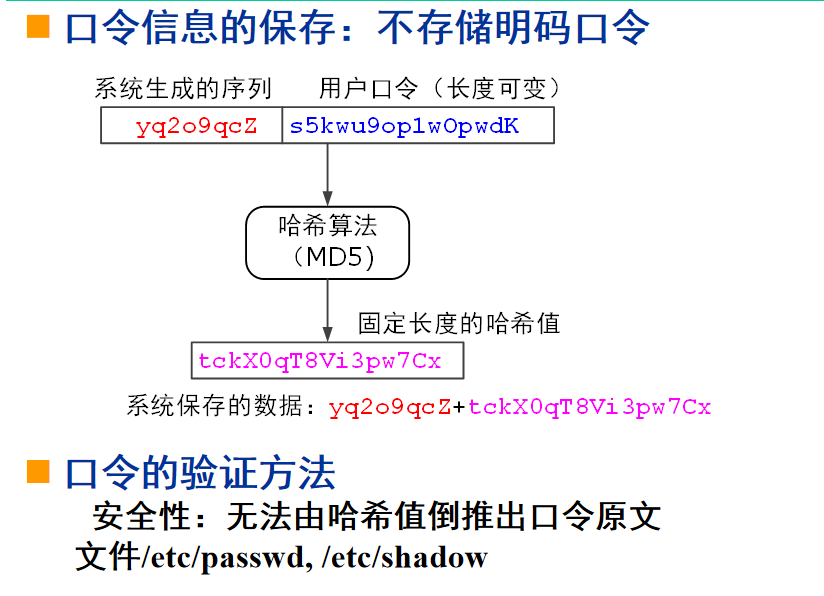 口令信息的保存：不存储明码口令
系统生成的序列 用户口令（长度可变）
yq2o9qcZ s5kwu9op1wOpwdK
哈希算法
（MD5）
固定长度的哈希值
tckX0qT8Vi3pw7Cx
系统保存的数据：yq2o9qcZ+tckX0qT8Vi3pw7Cx
口令的验证方法
安全性：无法由哈希值倒推出口令原文
文件/etc/passwd, /etc/shadow